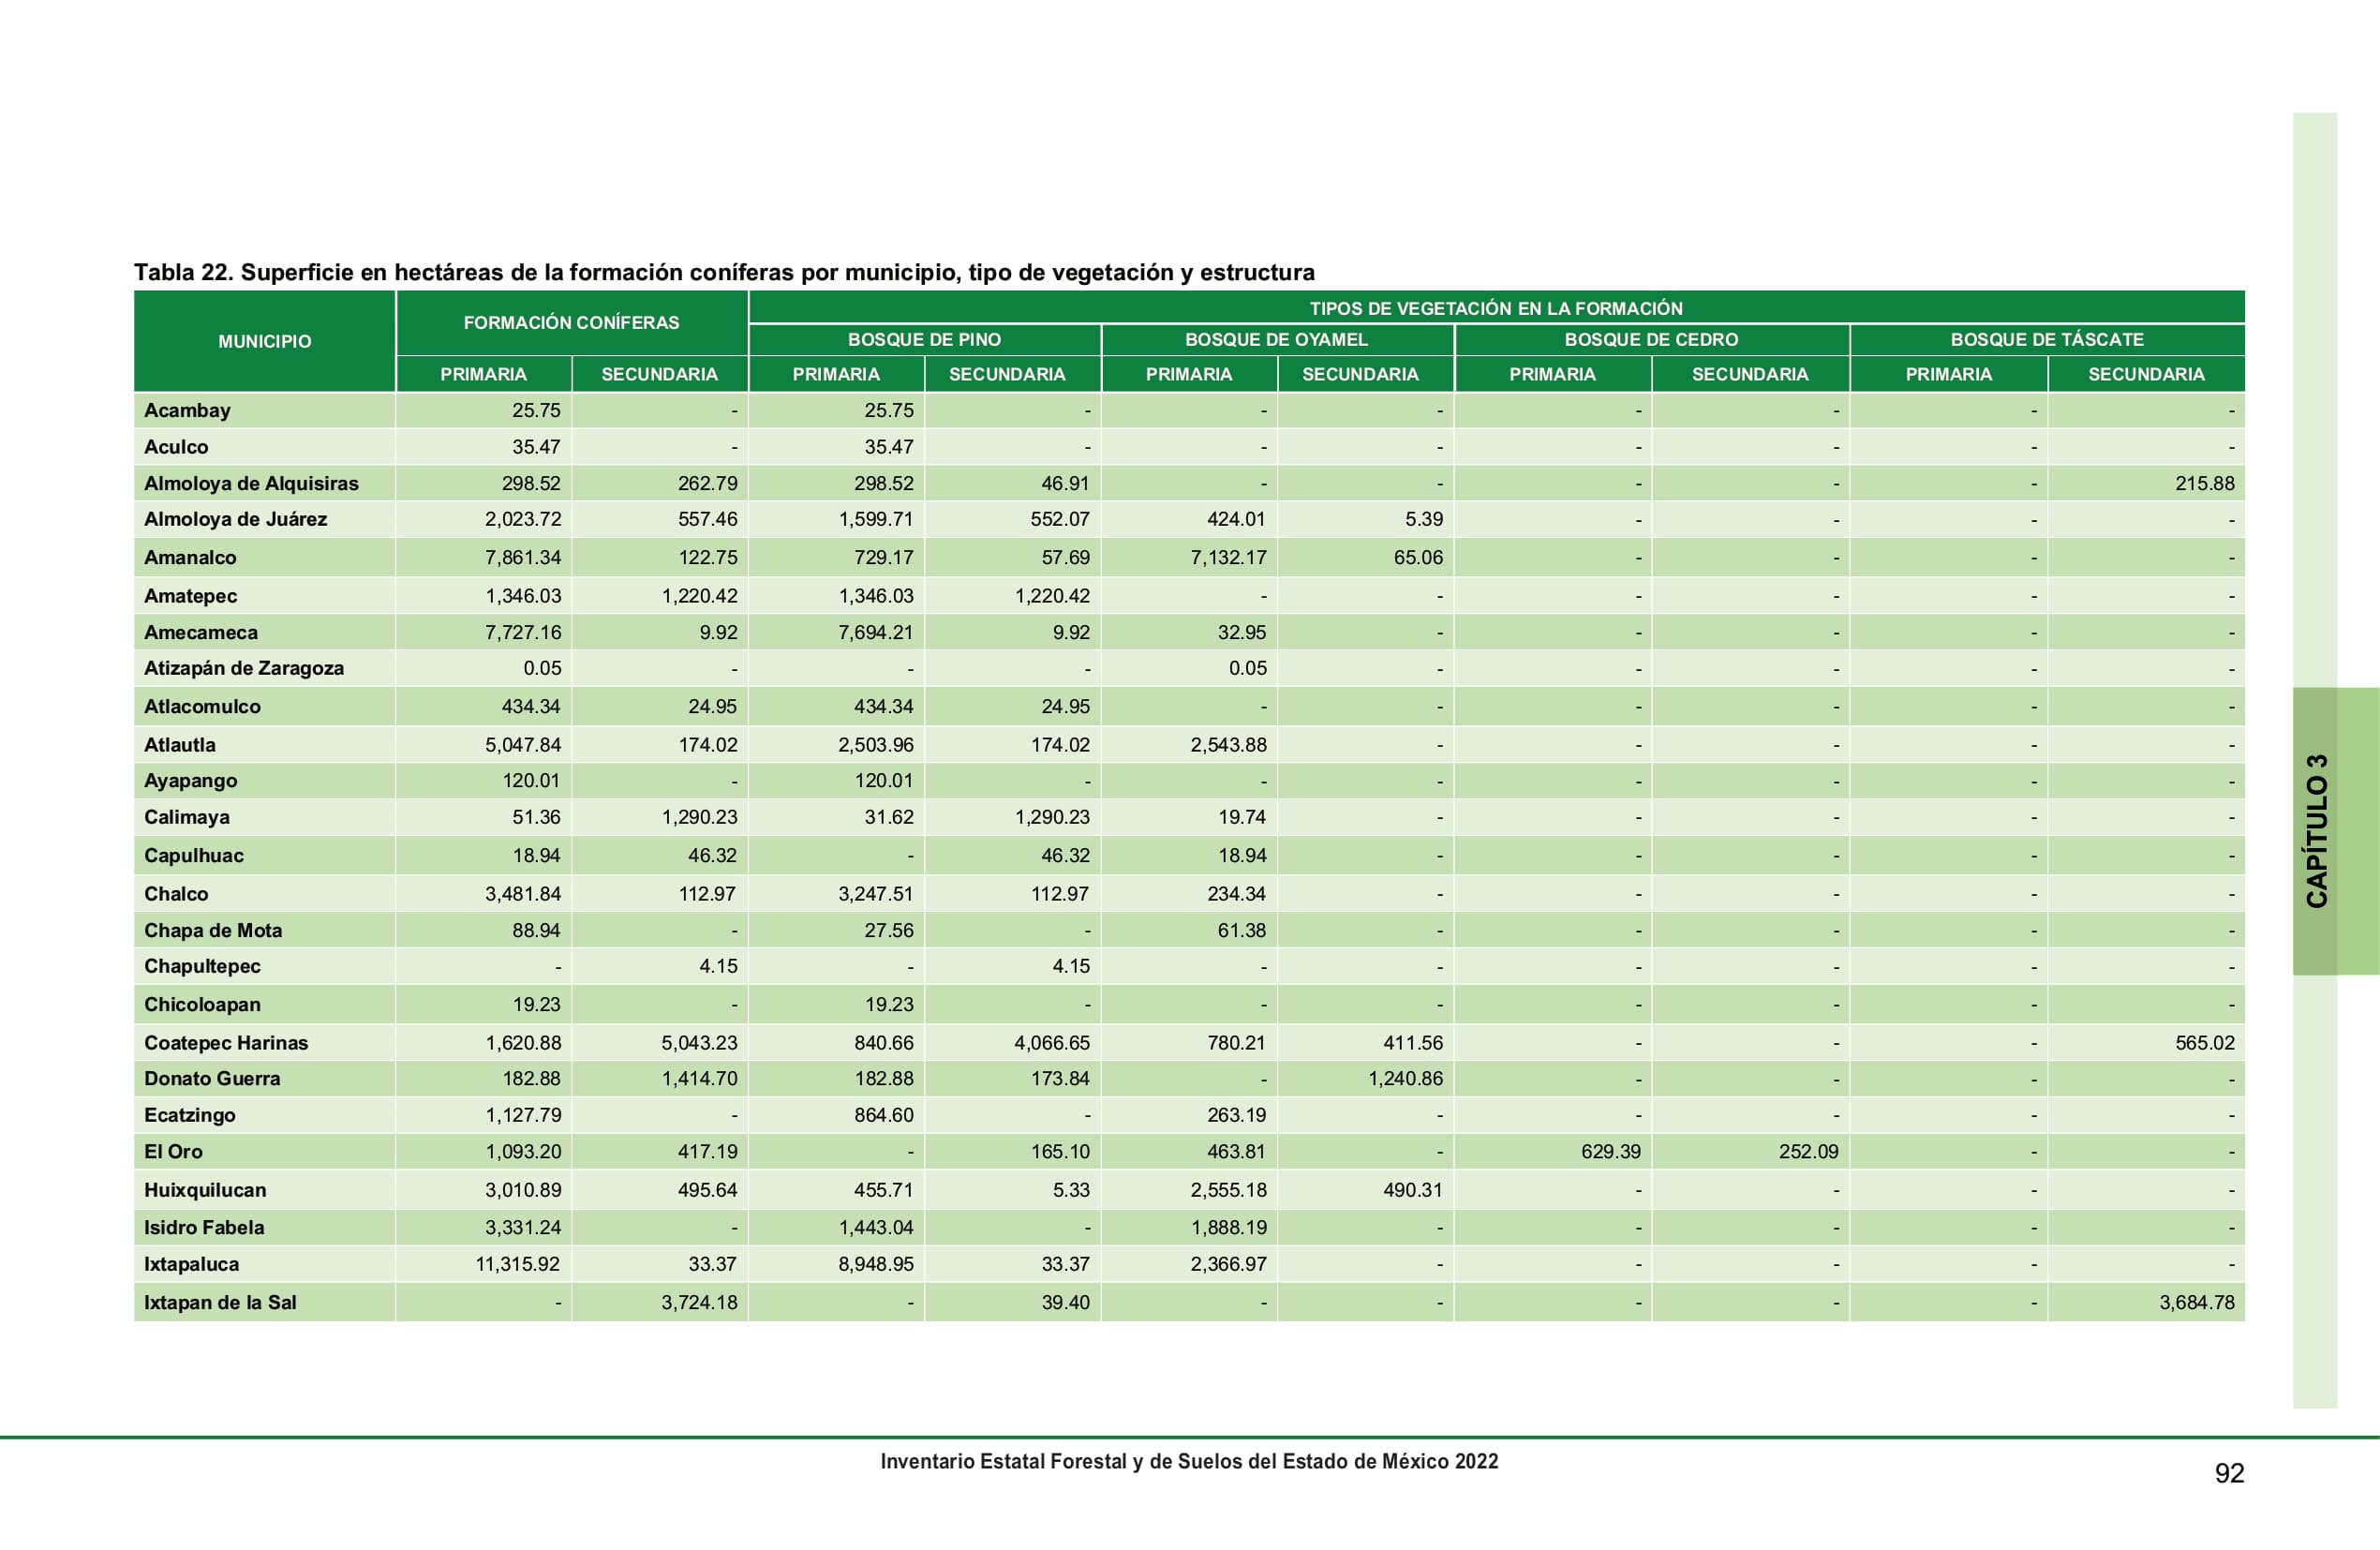 Tabla 22. Superficie en hectáreas de la formación coníferas por municipio, tipo de vegetación y estructura
MUNICIPIO FORMACIÓN CONÍFERAS TIPOS DE VEGETACIÓN EN LA FORMACIÓN
BOSQUE DE PINO BOSQUE DE OYAMEL BOSQUE DE CEDRO BOSQUE DE TÁSCATE
PRIMARIA SECUNDARIA PRIMARIA SECUNDARIA PRIMARIA SECUNDARIA PRIMARIA SECUNDARIA PRIMARIA SECUNDARIA
Acambay 25.75 - 25.75 - - - - - - -
Aculco 35.47 - 35.47 - - - - - - -
Almoloya de Alquisiras 298.52 262.79 298.52 46.91 - - - - - 215.88
Almoloya de Juárez 2,023.72 557.46 1,599.71 552.07 424.01 5.39 - - - -
Amanalco 7,861.34 122.75 729.17 57.69 7,132.17 65.06 - - - -
Amatepec 1,346.03 1,220.42 1,346.03 1,220.42 - - - - - -
Amecameca 7,727.16 9.92 7,694.21 9.92 32.95 - - - - -
Atizapán de Zaragoza 0.05 - - - 0.05 - - - - -
Atlacomulco 434.34 24.95 434.34 24.95 - - - - - -
Atlautla 5,047.84 174.02 2,503.96 174.02 2,543.88 - - - - -
Ayapango 120.01 - 120.01 - - - - - - -
Calimaya 51.36 1,290.23 31.62 1,290.23 19.74 - - - - -
Capulhuac 18.94 46.32 - 46.32 18.94 - - - - -
Chalco 3,481.84 112.97 3,247.51 112.97 234.34 - - - - -
Chapa de Mota 88.94 - 27.56 - 61.38 - - - - -
Chapultepec - 4.15 - 4.15 - - - - - -
Chicoloapan 19.23 - 19.23 - - - - - - -
Coatepec Harinas 1,620.88 5,043.23 840.66 4,066.65 780.21 411.56 - - - 565.02
Donato Guerra 182.88 1,414.70 182.88 173.84 - 1,240.86 - - - -
Ecatzingo 1,127.79 - 864.60 - 263.19 - - - - -
El Oro 1,093.20 417.19 - 165.10 463.81 - 629.39 252.09 - -
Huixquilucan 3,010.89 495.64 455.71 5.33 2,555.18 490.31 - - - -
Isidro Fabela 3,331.24 - 1,443.04 - 1,888.19 - - - - -
Ixtapaluca 11,315.92 33.37 8,948.95 33.37 2,366.97 - - - - -
Ixtapan de la Sal - 3,724.18 - 39.40 - - - - - 3,684.78
CAPÍTULO 3
Inventario Estatal Forestal y de Suelos del Estado de México 2022
92